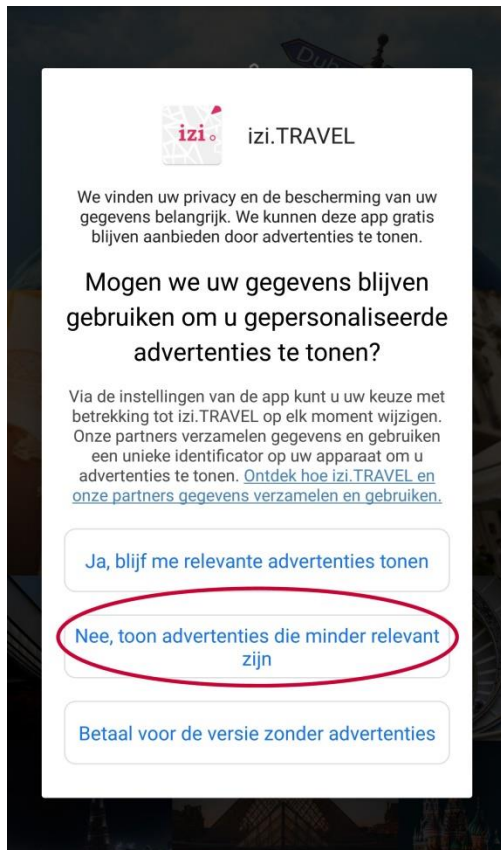 Dub
izi.
izi.TRAVEL
We vinden uw privacy en de bescherming van uw
gegevens belangrijk. We kunnen deze app gratis
blijven aanbieden door advertenties te tonen.
Mogen we uw gegevens blijven
gebruiken om u gepersonaliseerde
advertenties te tonen?
Via de instellingen van de app kunt u uw keuze met
betrekking tot izi.TRAVEL op elk moment wijzigen.
Onze partners verzamelen gegevens en gebruiken
een unieke identificator op uw apparaat om u
advertenties te tonen. Ontdek hoe izi.TRAVEL en
onze partners gegevens verzamelen en gebruiken.
Ja, blijf me relevante advertenties tonen
Nee, toon advertenties die minder relevant
zijn
Betaal voor de versie zonder advertenties